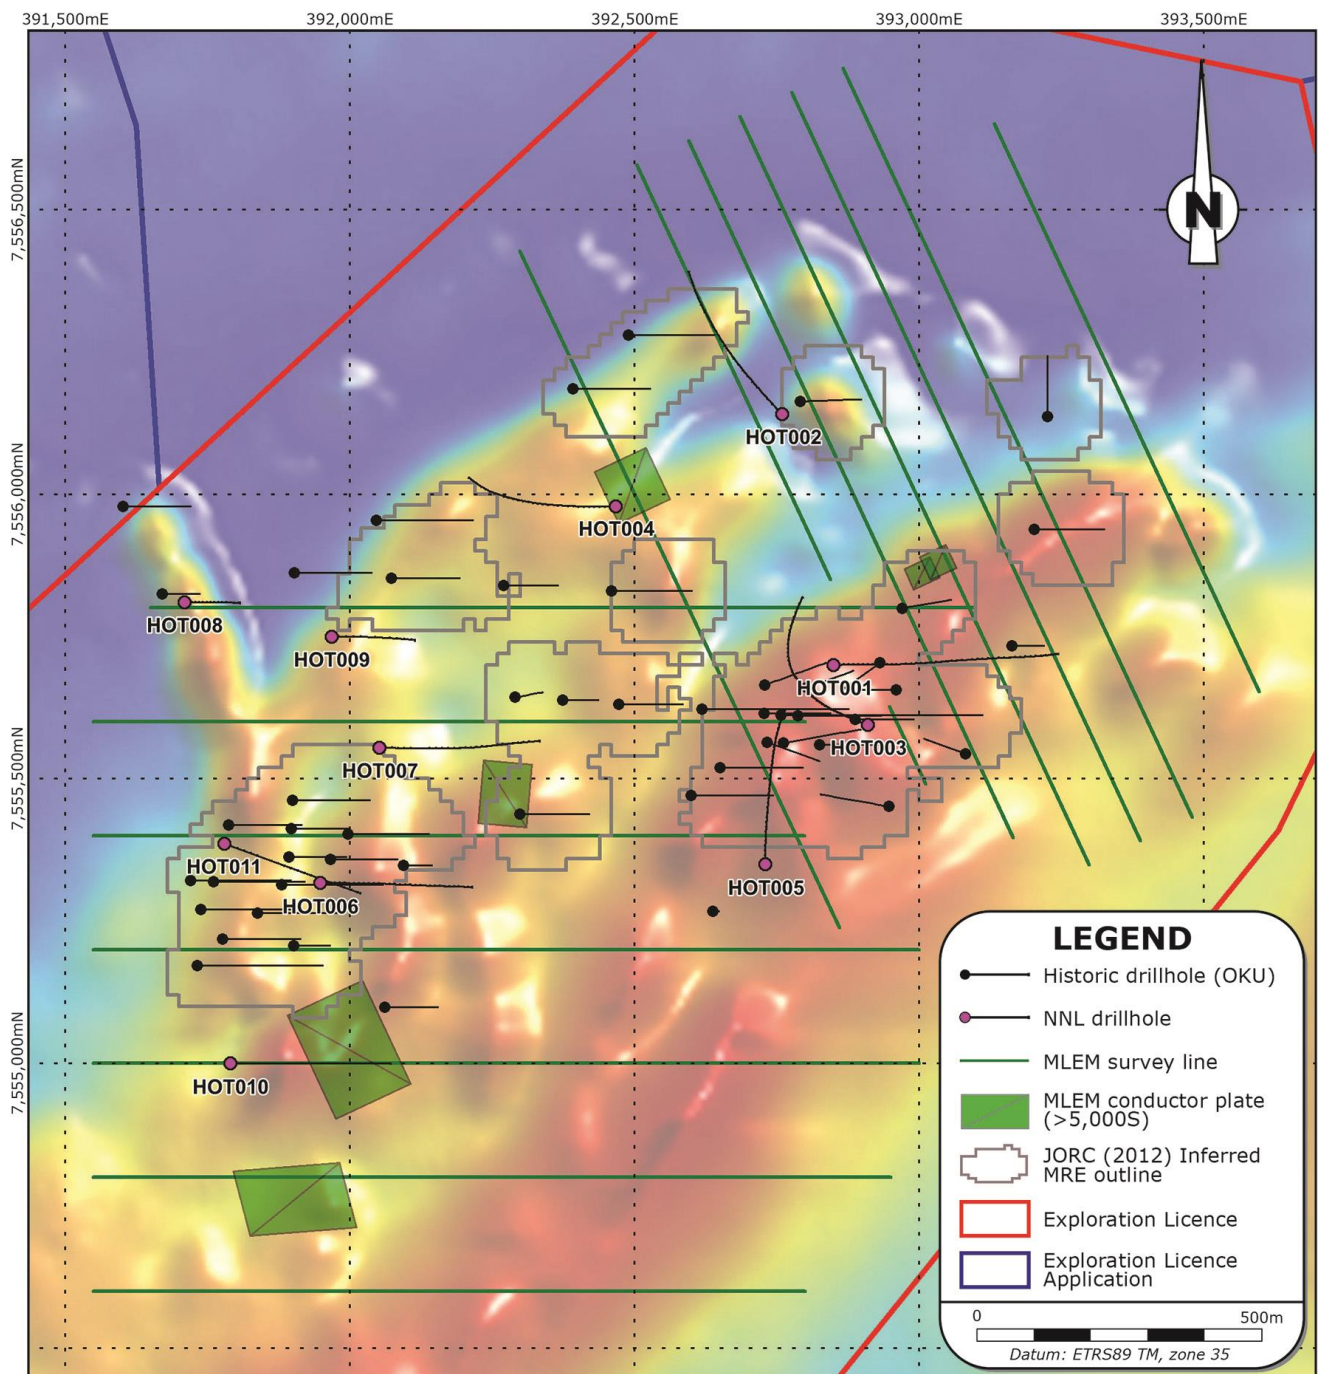 391,500mE
392,000mE
392,500mE
393,000mE
393,500mE
7,556,500mN
N
HOT002
7,556,000mN
HOT004
HOT008
HOT009
HOT001
HOT003
HOT007
7,555,500mN
HOT011
HOT005
HOT006
7,555,000mN
HOT010
LEGEND
Historic drillhole (OKU)
NNL drillhole
MLEM survey line
MLEM conductor plate
(>5,000S)
JORC (2012) Inferred
MRE outline
Exploration Licence
Exploration Licence
Application
0
500m
Datum: ETRS89 TM, zone 35